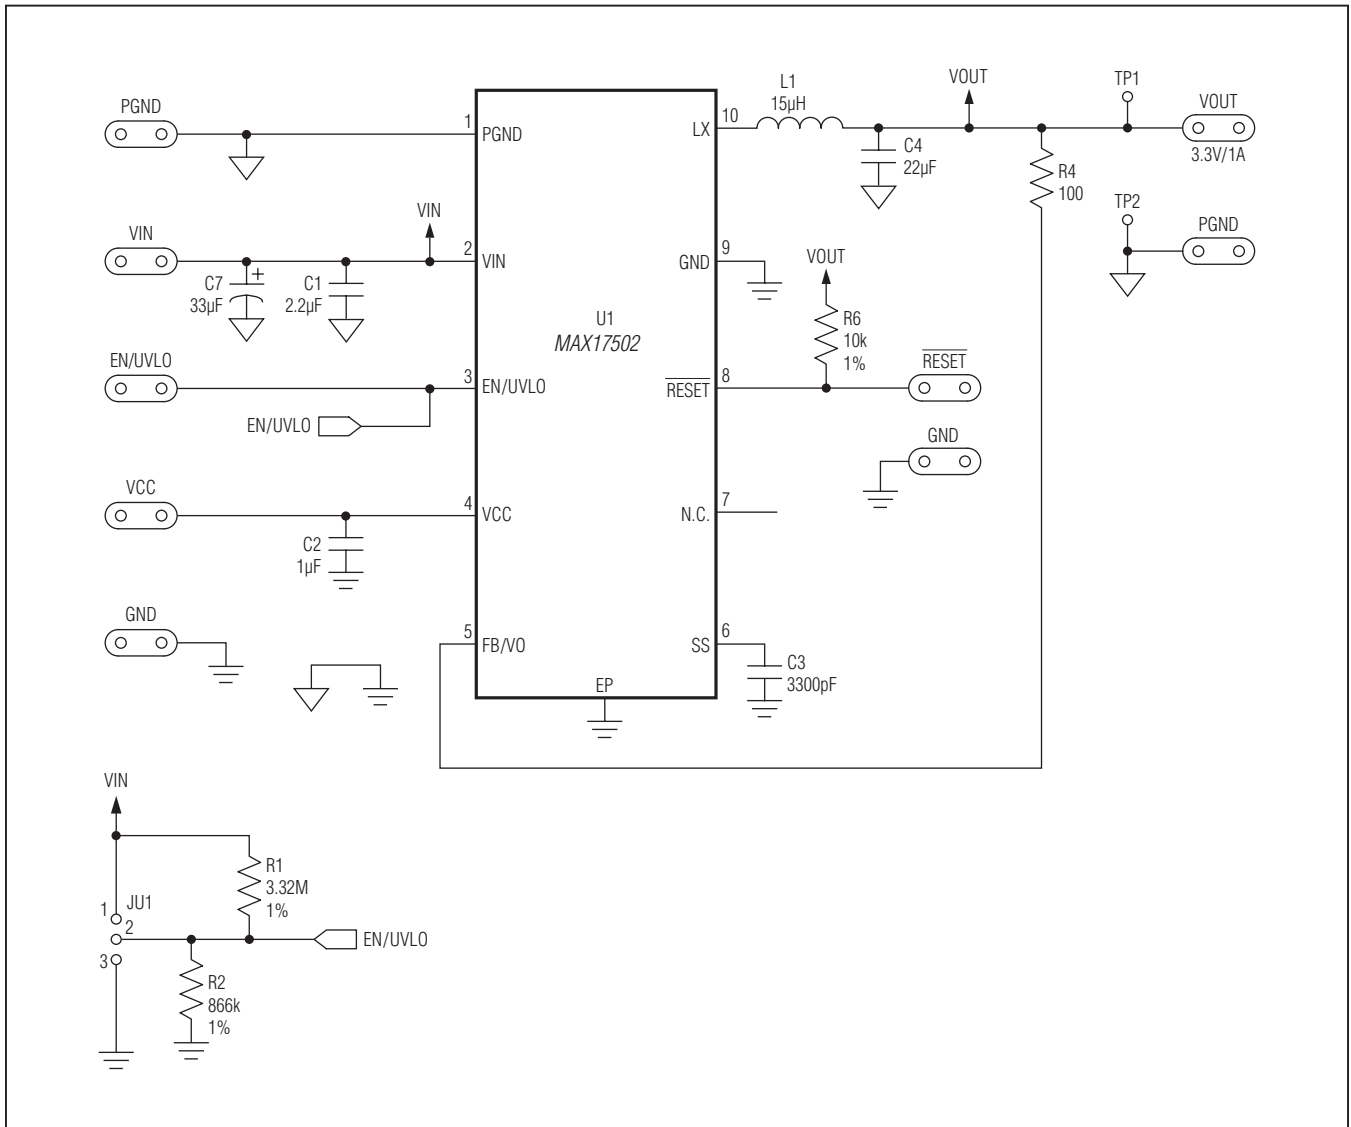 PGND
1
PGND
VIN
VIN
2
VIN
C7
33µF
+
C1
2.2µF
EN/UVLO
3
EN/UVLO
EN/UVLO
VCC
4
VCC
C2
1µF
GND
5
FB/VO
U1
MAX17502
EP
LX
10
L1
15µH
C4
22µF
VOUT
R4
100
TP1
VOUT
3.3V/1A
TP2
PGND
GND
9
VOUT
R6
10k
1%
RESET
8
RESET
GND
N.C.
7
SS
6
C3
3300pF
VIN
R1
3.32M
1%
1
JU1
2
3
EN/UVLO
R2
866k
1%